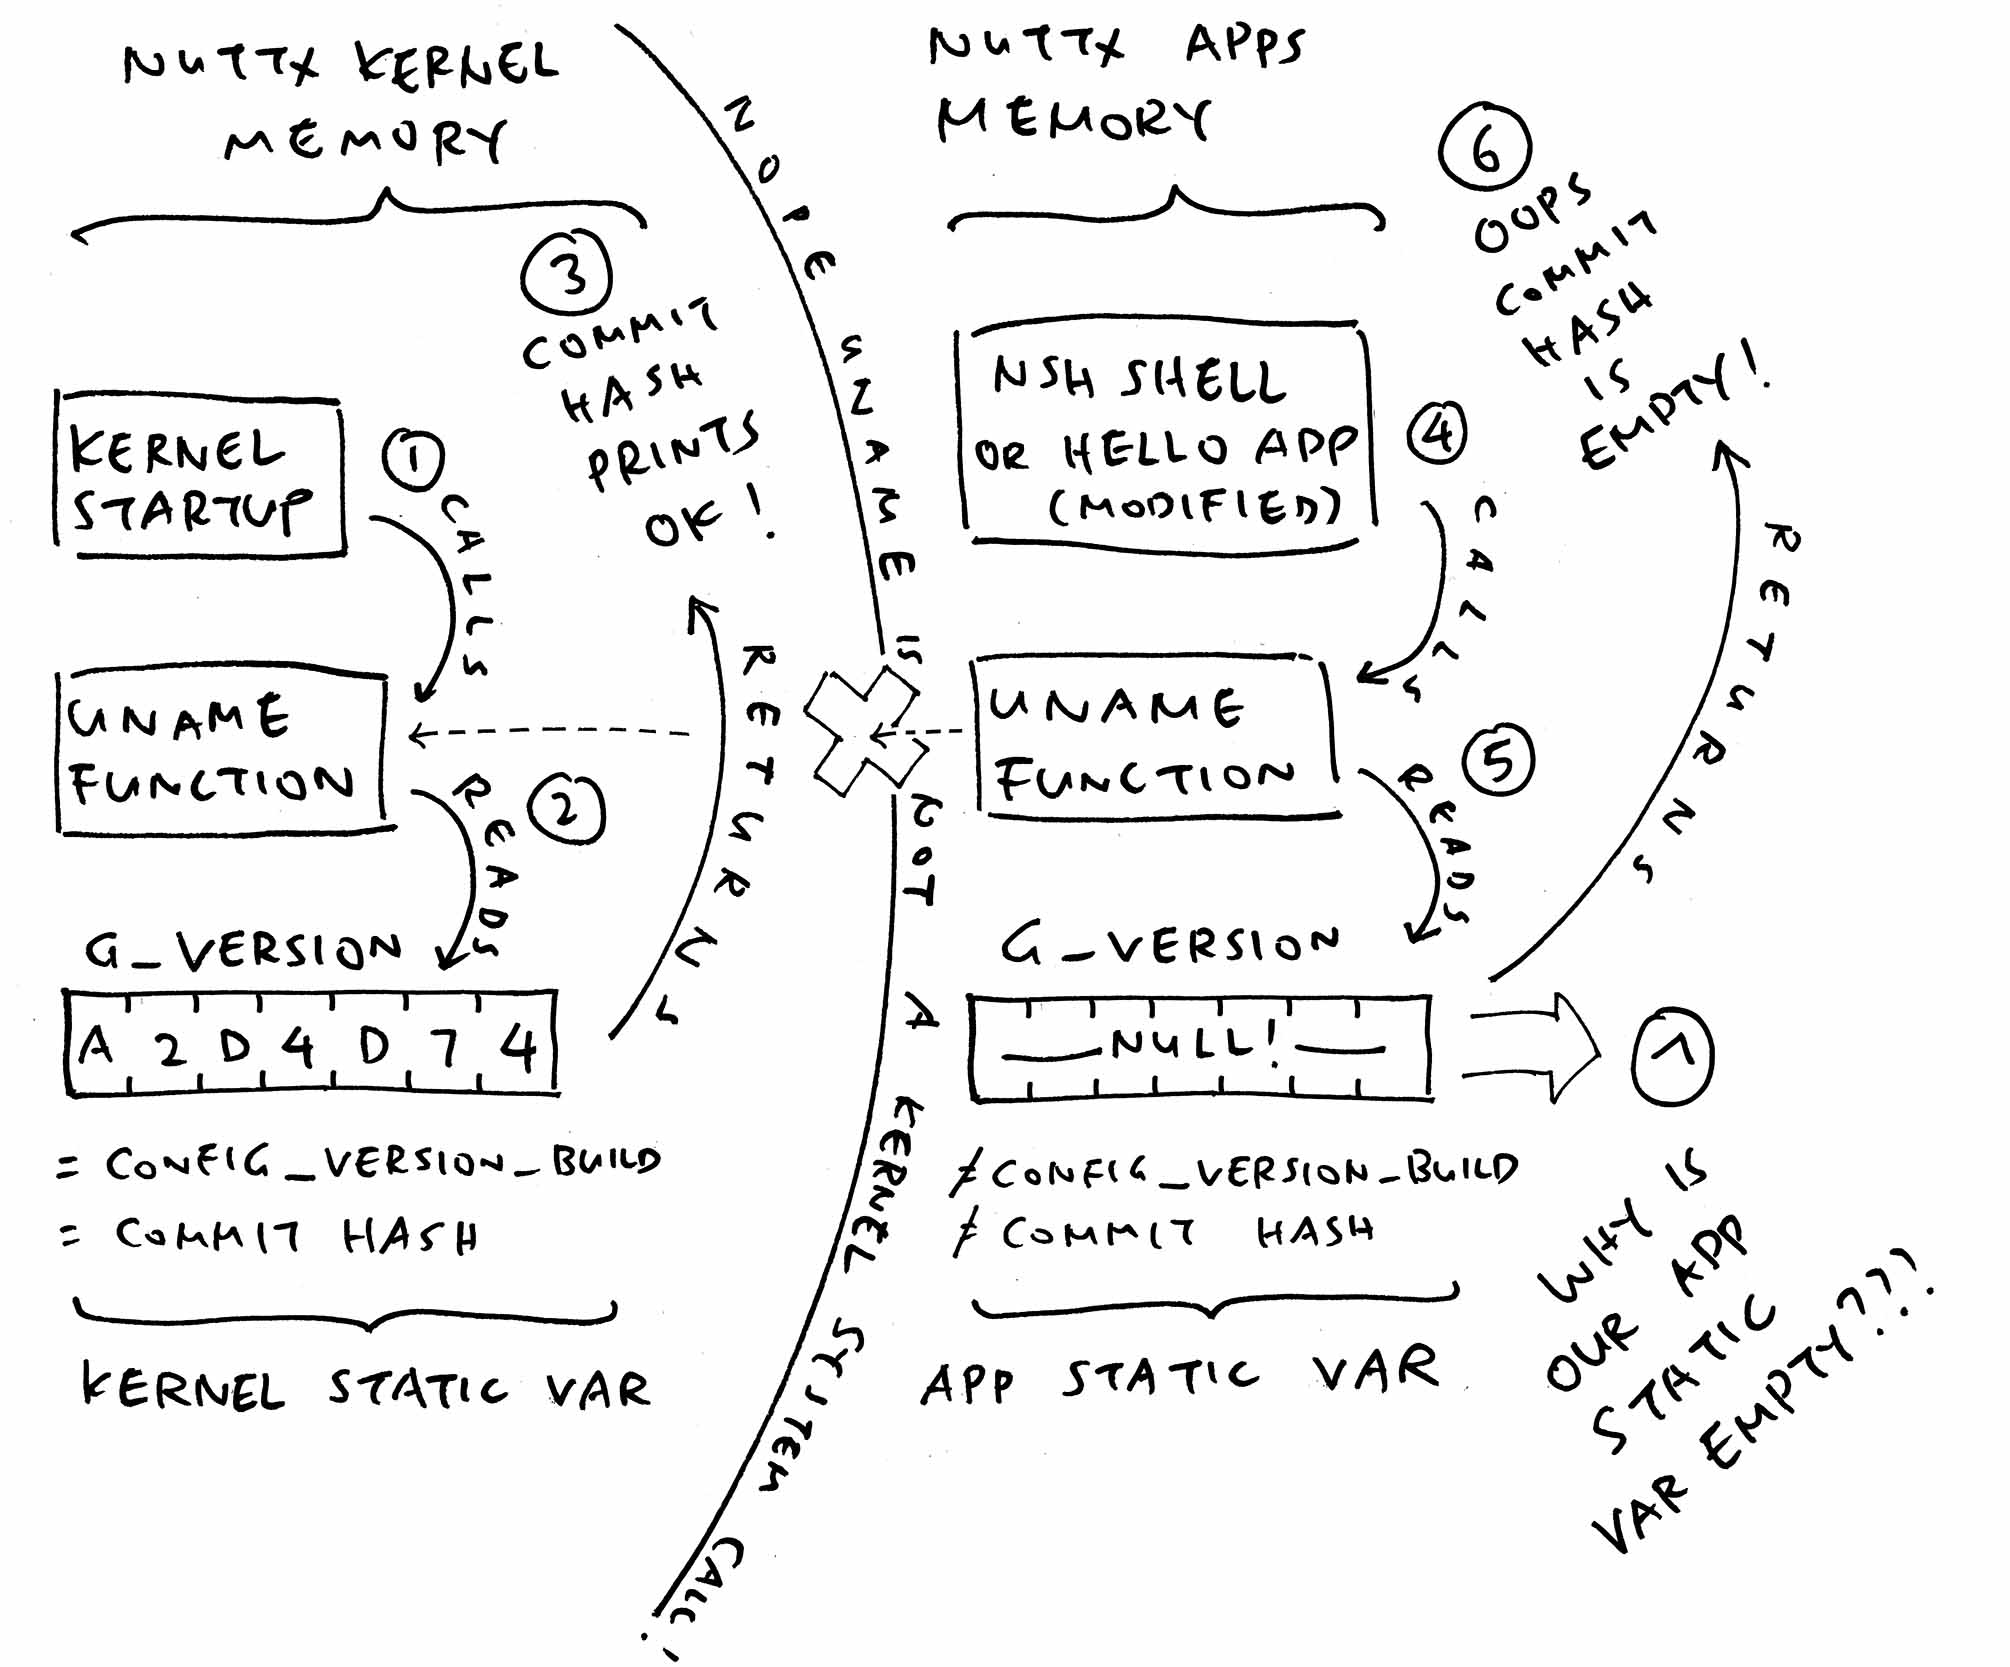 NUTTX KERNEL
MEMORY
3
COMMIT
HASH
PRINTS
OK!
KERNEL
STARTUP
1
CALLS
UNAME
FUNCTION
2
READS
G_VERSION
A 2 D 4 D 7 4
RETURNS
= CONFIG_VERSION_BUILD
= COMMIT HASH
KERNEL STATIC VAR
NOPE UNAME IS NOT A KERNEL SYSTEM CALL!
NUTTX APPS
MEMORY
NSH SHELL
OR HELLO APP
(MODIFIED)
4
CALLS
UNAME
FUNCTION
5
READS
G_VERSION
NULL!
RETURNS
6
OOPS
COMMIT
HASH
IS
EMPTY!
≠ CONFIG_VERSION_BUILD
≠ COMMIT HASH
APP STATIC VAR
7
WHY IS
OUR APP
STATIC
VAR EMPTY???